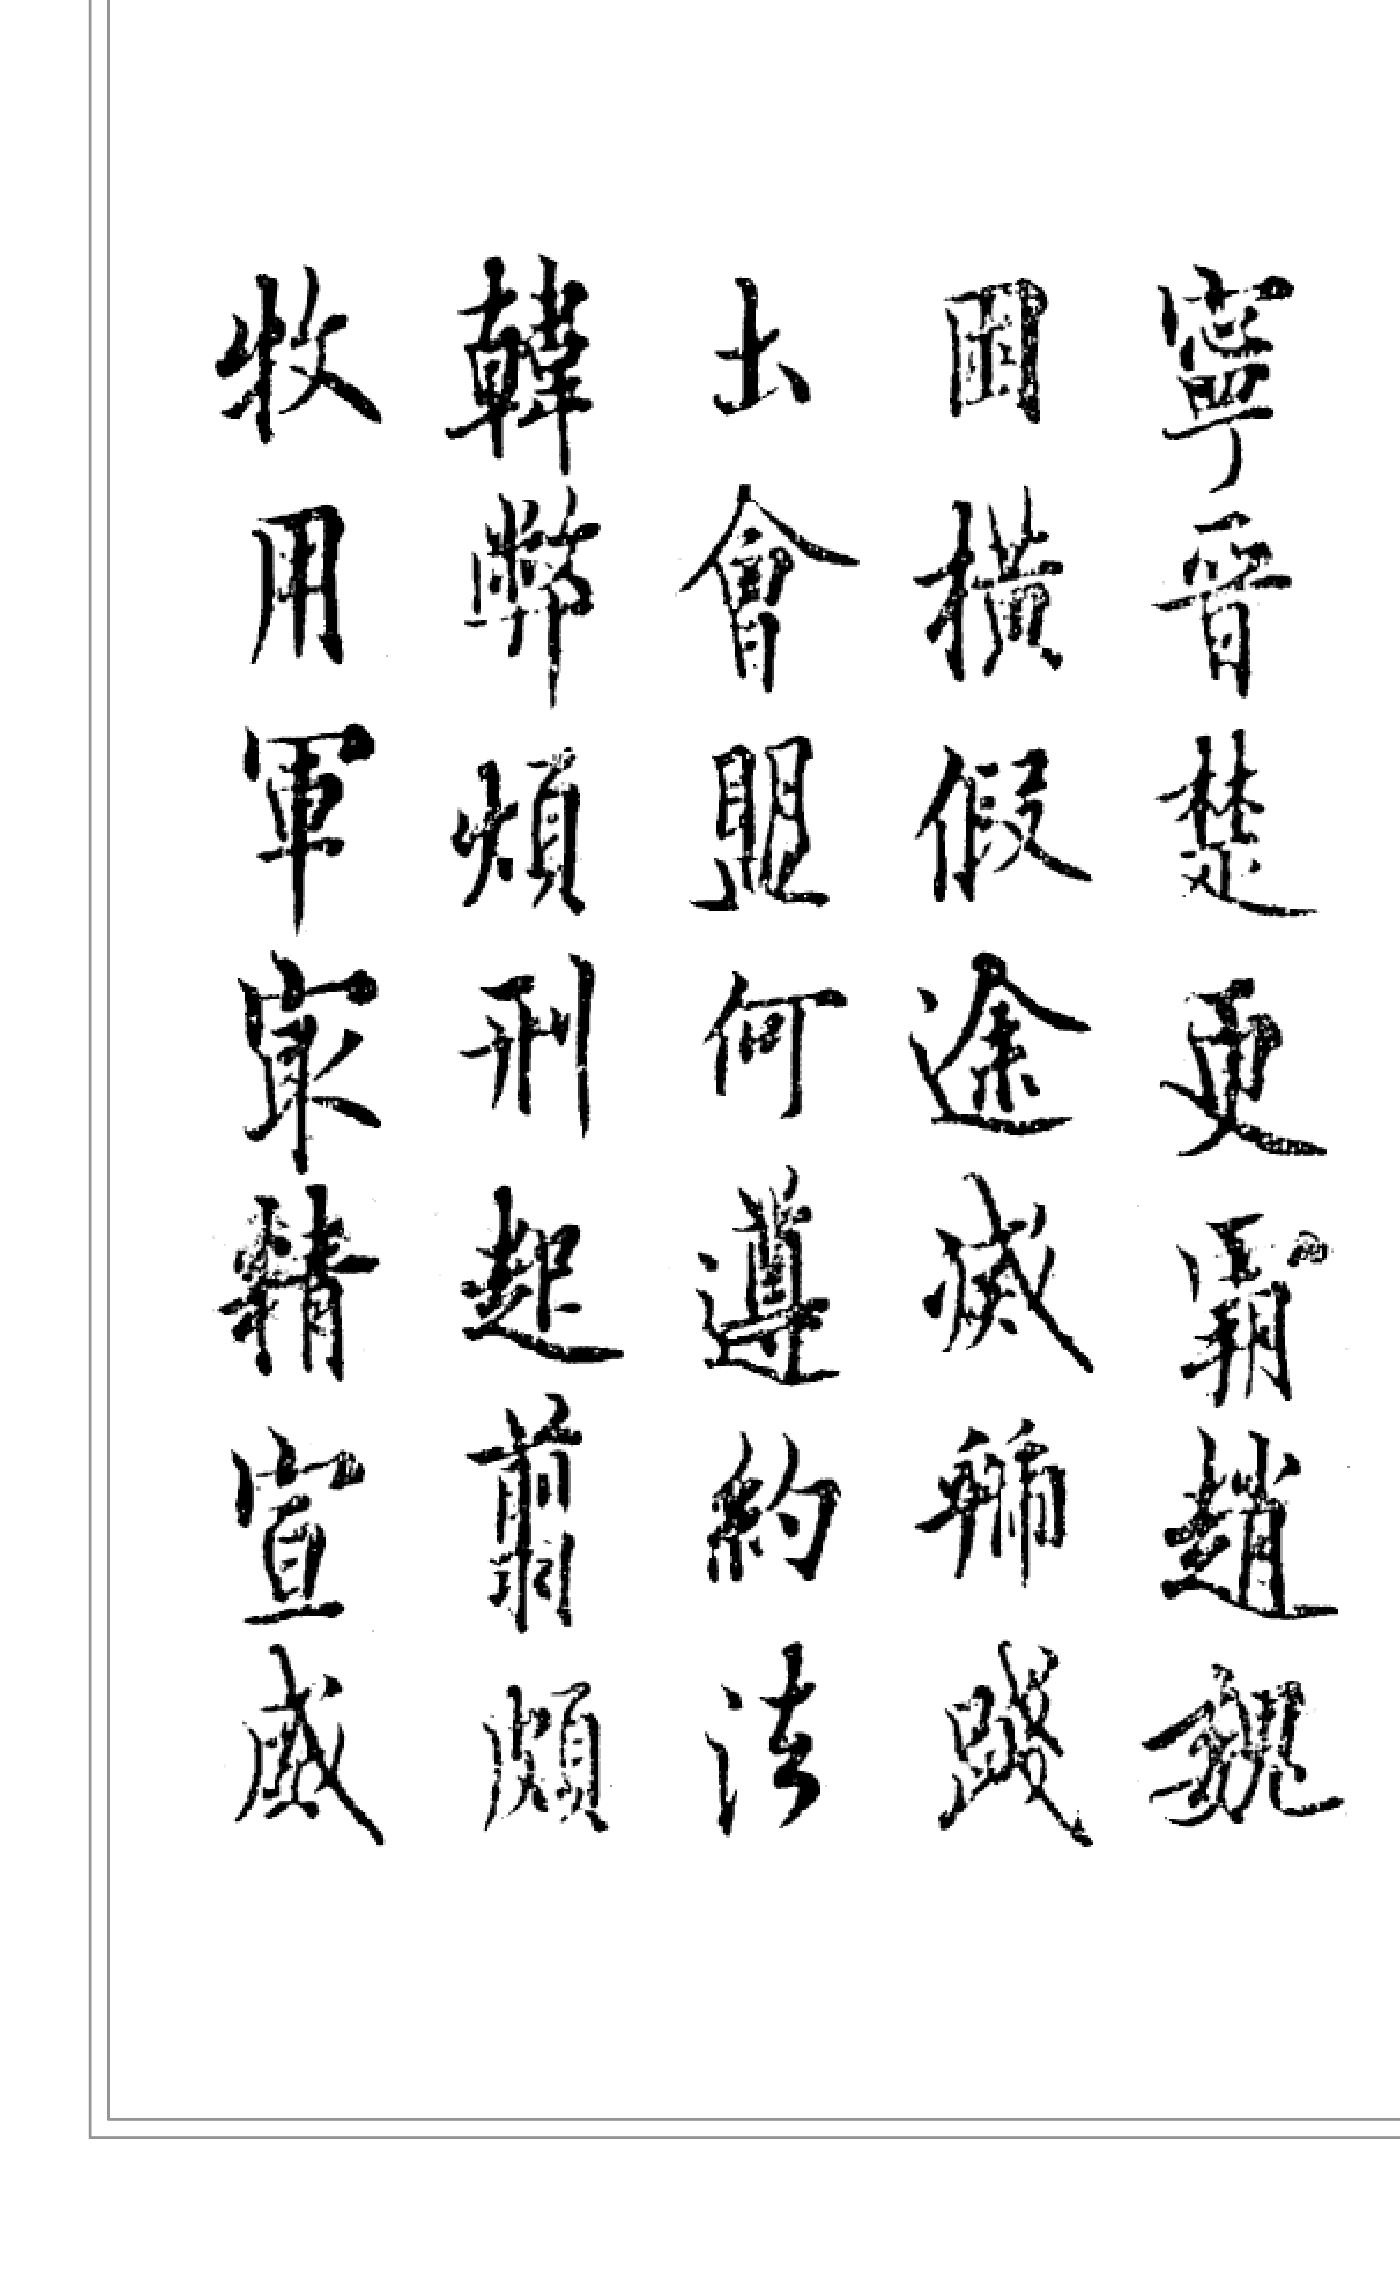 寧晉楚更霸趙魏
困橫假途滅虢踐
土會盟何遵約法
韓弊煩刑起翦頗
牧用軍最精宣威